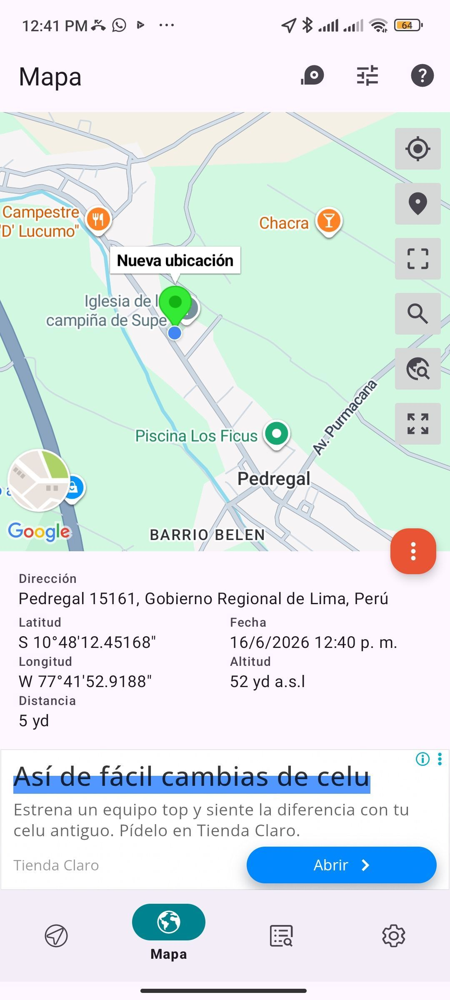 12:41 PM
64
Mapa
Campestre
'D' Lucumo"
Chacra
Nueva ubicación
Iglesia de l
campiña de Supe
Av. Purmacana
Piscina Los Ficus
Pedregal
Google
BARRIO BELEN
Dirección
Pedregal 15161, Gobierno Regional de Lima, Perú
Latitud
S 10°48'12.45168"
Fecha
16/6/2026 12:40 p. m.
Longitud
W 77°41'52.9188"
Altitud
52 yd a.s.l
Distancia
5 yd
Así de fácil cambias de celu
Estrena un equipo top y siente la diferencia con tu
celu antiguo. Pídelo en Tienda Claro.
Tienda Claro
Abrir
Mapa